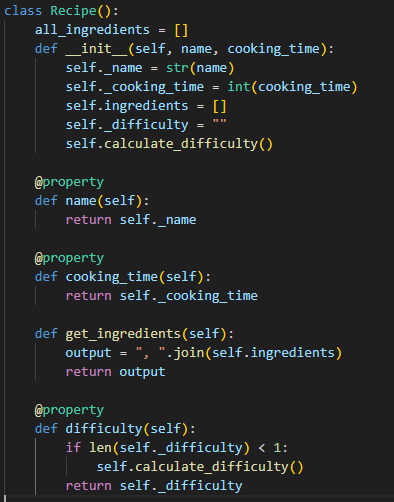 class Recipe():
    all_ingredients = []
    def __init__(self, name, cooking_time):
        self._name = str(name)
        self._cooking_time = int(cooking_time)
        self.ingredients = []
        self._difficulty = ""
        self.calculate_difficulty()

    @property
    def name(self):
        return self._name

    @property
    def cooking_time(self):
        return self._cooking_time

    def get_ingredients(self):
        output = ", ".join(self.ingredients)
        return output

    @property
    def difficulty(self):
        if len(self._difficulty) < 1:
            self.calculate_difficulty()
        return self._difficulty